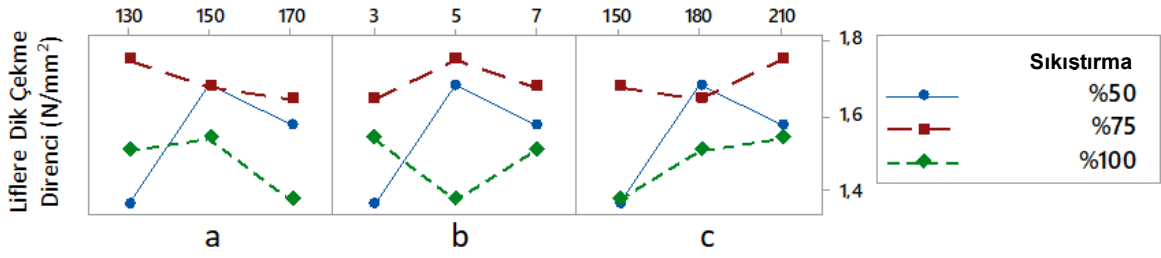 130 150 170 3 5 7 150 180 210
Liflere Dik Çekme
Direnci (N/mm²)
1,8
1,6
1,4
a b c
Sıkıstırma
%50
%75
%100